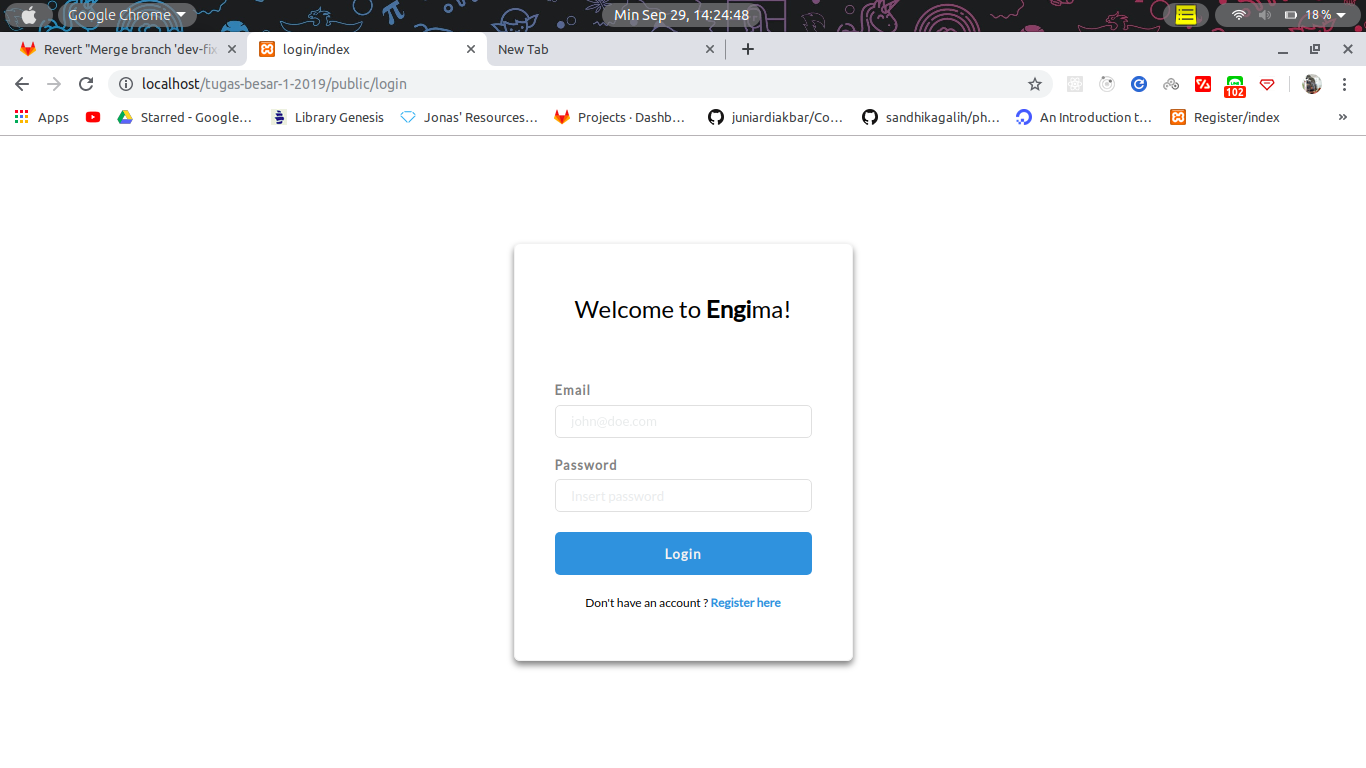 Google Chrome
Min Sep 29, 14:24:48
18 %
Revert "Merge branch 'dev-fix
login/index
New Tab
localhost/tugas-besar-1-2019/public/login
102
Apps
Starred - Google...
Library Genesis
Jonas' Resources...
Projects · Dashb...
juniardiakbar/Co...
sandhikagalih/ph...
An Introduction t...
Register/index
»
Welcome to Engima!
Email
john@doe.com
Password
Insert password
Login
Don't have an account ? Register here